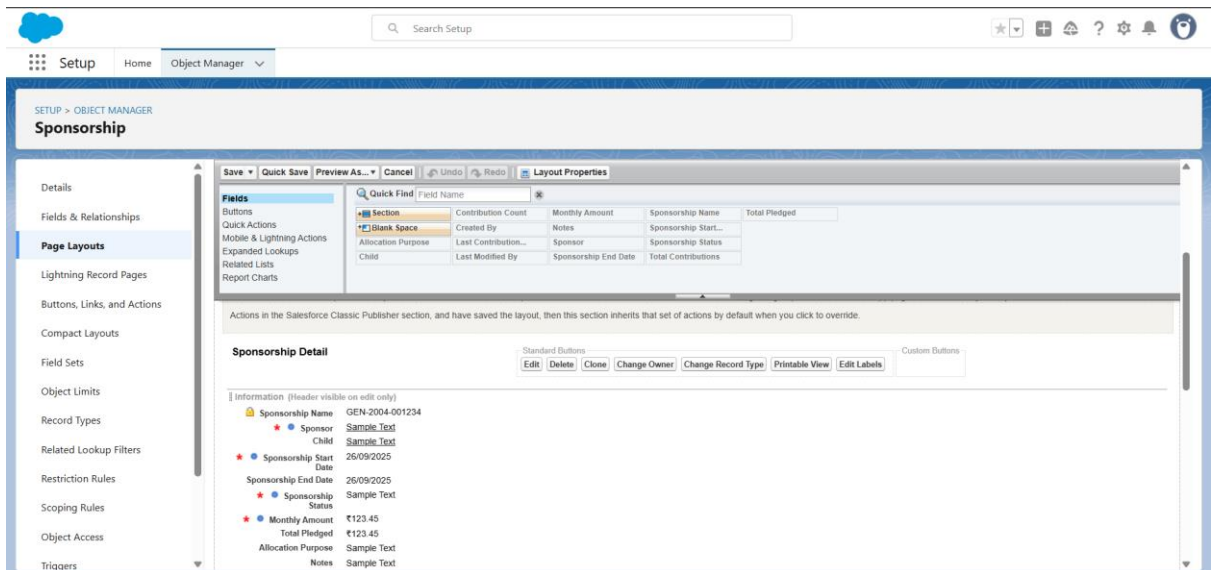 Search Setup
Setup Home Object Manager
SETUP > OBJECT MANAGER
Sponsorship
Details
Fields & Relationships
Page Layouts
Lightning Record Pages
Buttons, Links, and Actions
Compact Layouts
Field Sets
Object Limits
Record Types
Related Lookup Filters
Restriction Rules
Scoping Rules
Object Access
Triggers
Save Quick Save Preview As... Cancel Undo Redo Layout Properties
Fields
Buttons
Quick Actions
Mobile & Lightning Actions
Expanded Lookups
Related Lists
Report Charts
Quick Find Field Name
Section Contribution Count Monthly Amount Sponsorship Name Total Pledged
Blank Space Created By Notes Sponsorship Start...
Allocation Purpose Last Contribution... Sponsor Sponsorship Status
Child Last Modified By Sponsorship End Date Total Contributions
Actions in the Salesforce Classic Publisher section, and have saved the layout, then this section inherits that set of actions by default when you click to override.
Sponsorship Detail
Standard Buttons
Edit Delete Clone Change Owner Change Record Type Printable View Edit Labels
Custom Buttons
Information (Header visible on edit only)
Sponsorship Name GEN-2004-001234
Sponsor Sample Text
Child Sample Text
Sponsorship Start Date 26/09/2025
Sponsorship End Date 26/09/2025
Sponsorship Status Sample Text
Monthly Amount ₹123.45
Total Pledged ₹123.45
Allocation Purpose Sample Text
Notes Sample Text